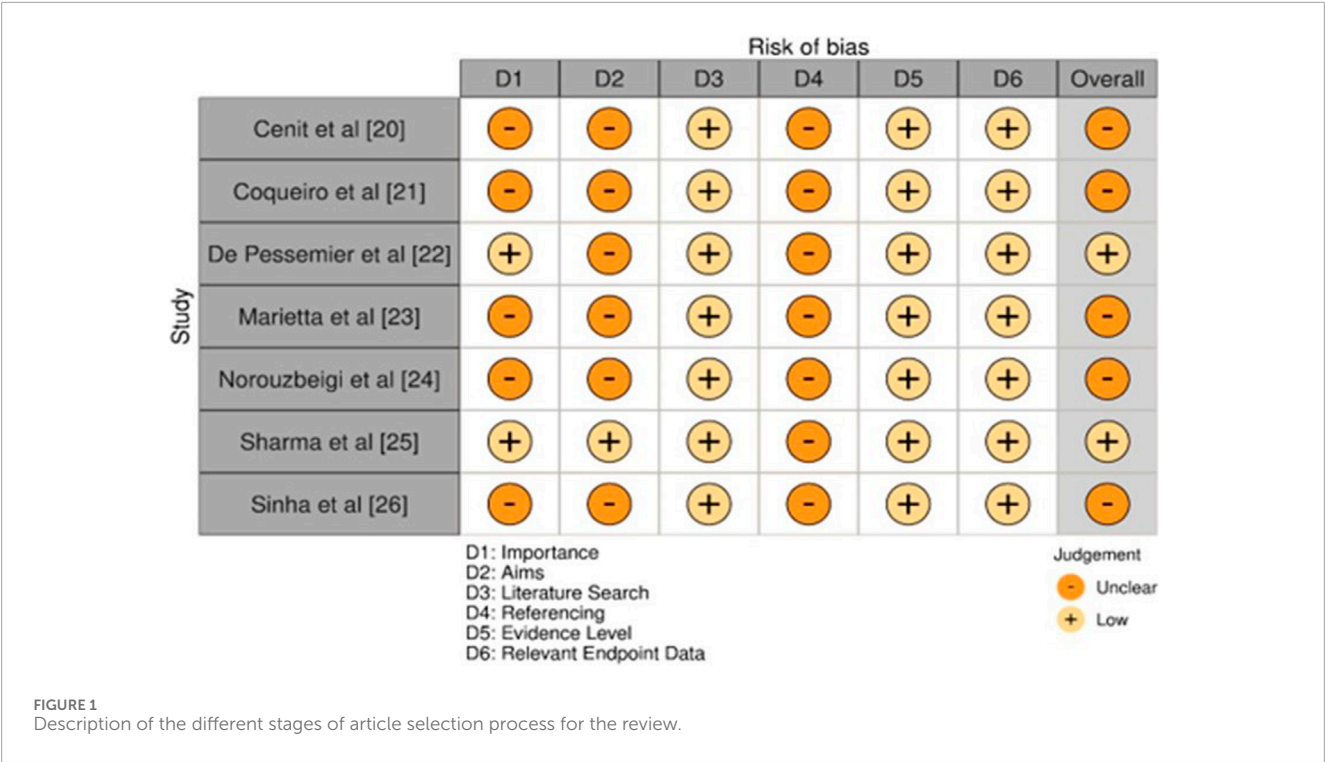 Risk of bias
D1 D2 D3 D4 D5 D6 Overall
Study
Cenit et al [20] - - + - + + -
Coqueiro et al [21] - - + - + + -
De Pessemier et al [22] + - + - + + +
Marietta et al [23] - - + - + + -
Norouzbeigi et al [24] - - + - + + -
Sharma et al [25] + + + - + + +
Sinha et al [26] - - + - + + -
D1: Importance
D2: Aims
D3: Literature Search
D4: Referencing
D5: Evidence Level
D6: Relevant Endpoint Data
Judgement
- Unclear
+ Low
FIGURE 1
Description of the different stages of article selection process for the review.